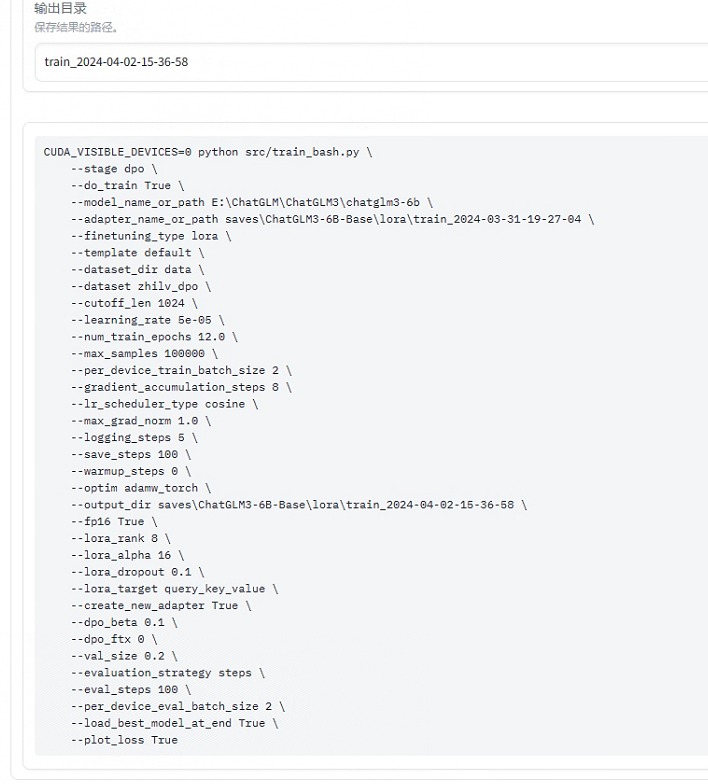 输出目录
保存结果的路径。
train_2024-04-02-15-36-58
CUDA_VISIBLE_DEVICES=0 python src/train_bash.py \
--stage dpo \
--do_train True \
--model_name_or_path E:\ChatGLM\ChatGLM3\chatglm3-6b \
--adapter_name_or_path saves\ChatGLM3-6B-Base\lora\train_2024-03-31-19-27-04 \
--finetuning_type lora \
--template default \
--dataset_dir data \
--dataset zhilv_dpo \
--cutoff_len 1024 \
--learning_rate 5e-05 \
--num_train_epochs 12.0 \
--max_samples 100000 \
--per_device_train_batch_size 2 \
--gradient_accumulation_steps 8 \
--lr_scheduler_type cosine \
--max_grad_norm 1.0 \
--logging_steps 5 \
--save_steps 100 \
--warmup_steps 0 \
--optim adamw_torch \
--output_dir saves\ChatGLM3-6B-Base\lora\train_2024-04-02-15-36-58 \
--fp16 True \
--lora_rank 8 \
--lora_alpha 16 \
--lora_dropout 0.1 \
--lora_target query_key_value \
--create_new_adapter True \
--dpo_beta 0.1 \
--dpo_ftx 0 \
--val_size 0.2 \
--evaluation_strategy steps \
--eval_steps 100 \
--per_device_eval_batch_size 2 \
--load_best_model_at_end True \
--plot_loss True